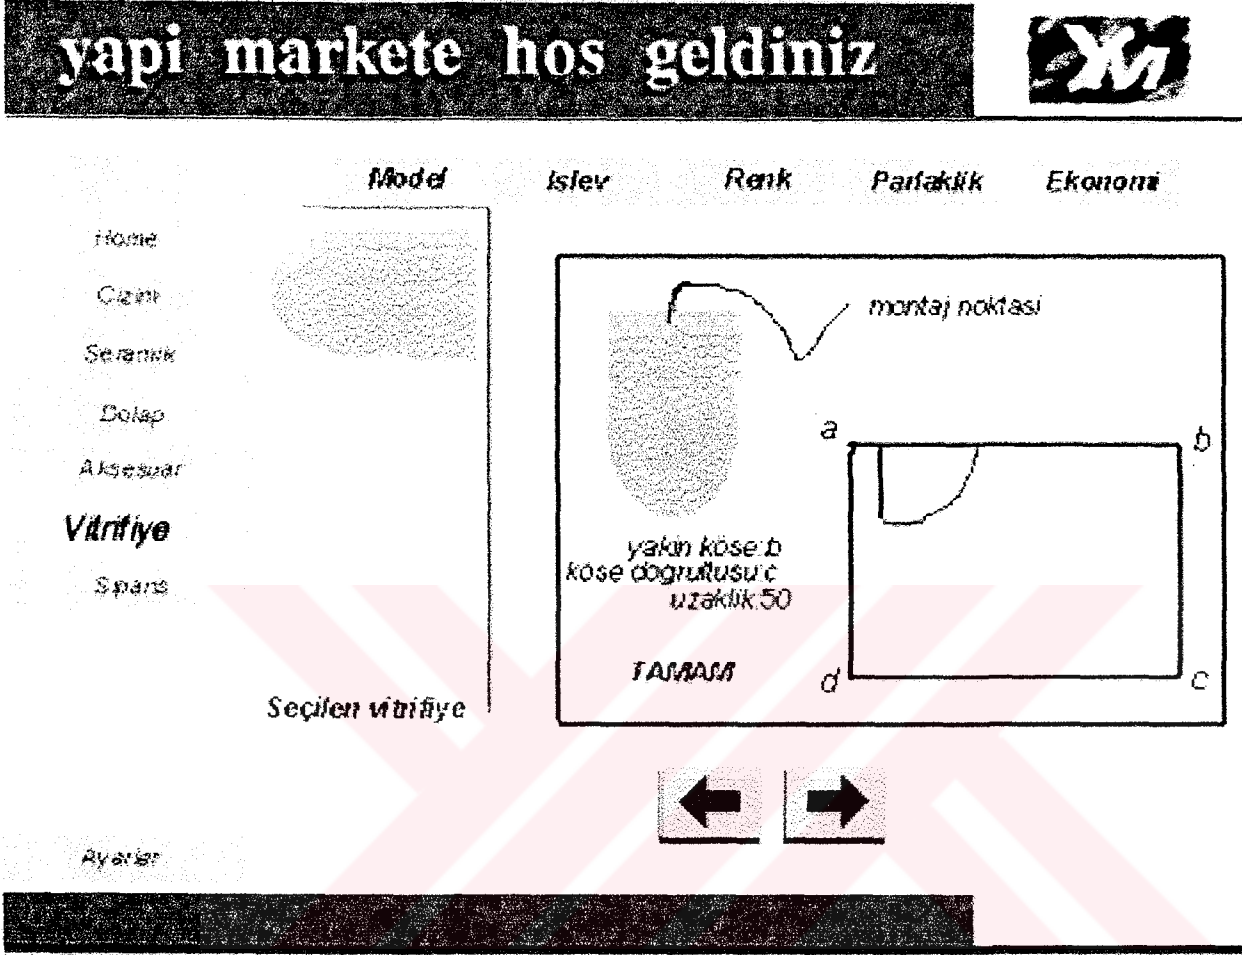 yapi markete hos geldiniz
YM
Model Islev Renk Parlaklik Ekonomi
Home
Cizim
Seramik
Dolap
Aksesuar
Vitrifiye
Siparis
Seçilen vitrifiye
montaj noktasi
a
b
yakin köse:b
köse dogrultusu:c
uzaklik:50
TAMAM
d
c
Ayarlar